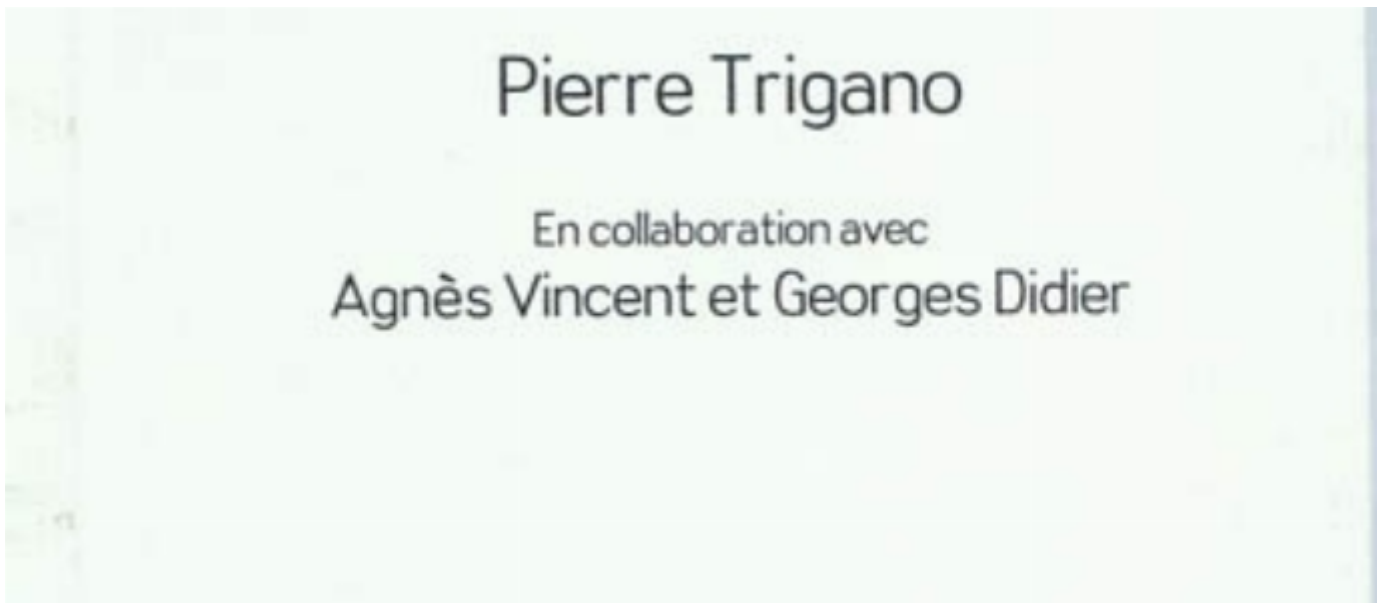 Pierre Trigano
En collaboration avec
Agnès Vincent et Georges Didier